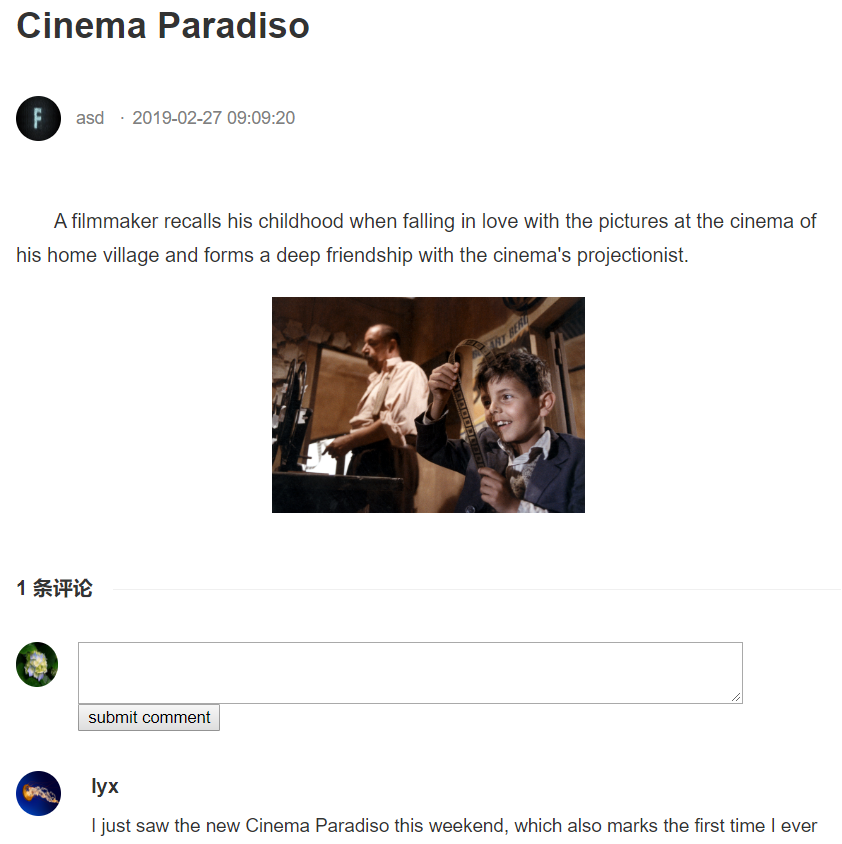 Cinema Paradiso
F
asd · 2019-02-27 09:09:20
A filmmaker recalls his childhood when falling in love with the pictures at the cinema of
his home village and forms a deep friendship with the cinema's projectionist.
1 条评论
submit comment
lyx
I just saw the new Cinema Paradiso this weekend, which also marks the first time I ever